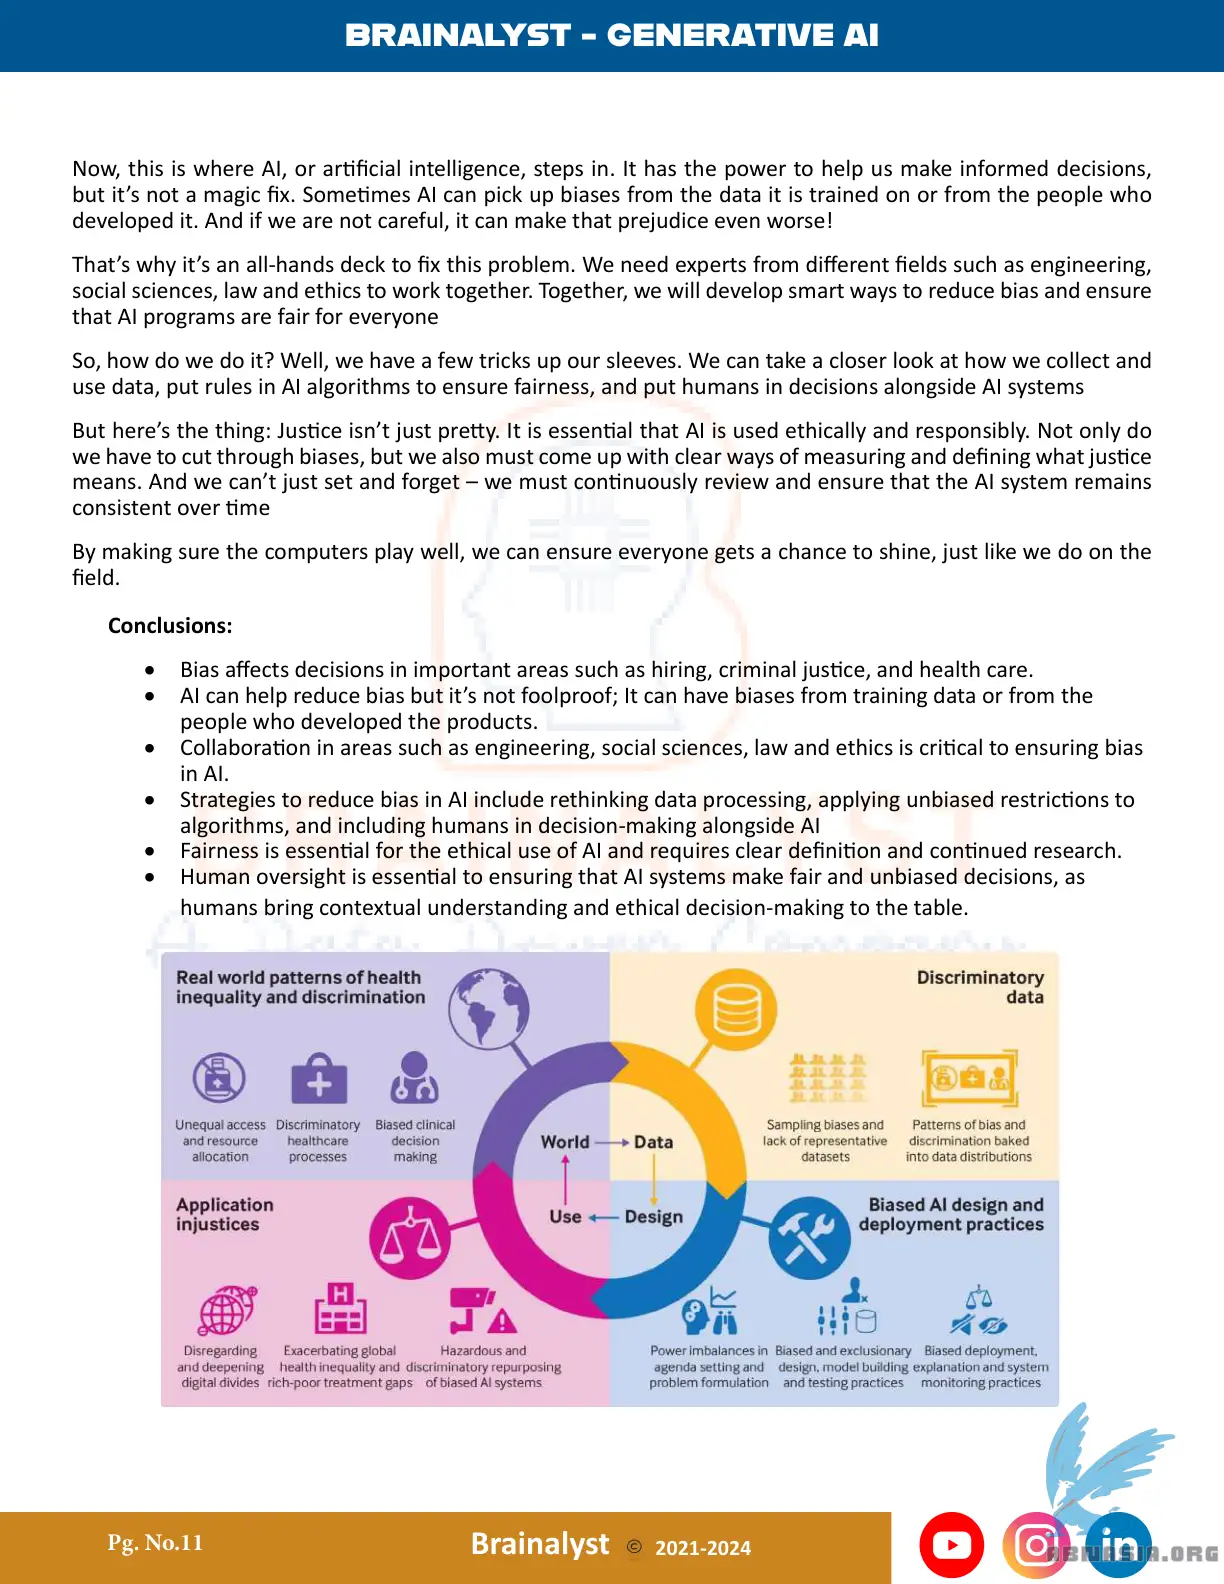 BRAINALYST - GENERATIVE AI
Now, this is where AI, or artificial intelligence, steps in. It has the power to help us make informed decisions,
but it's not a magic fix. Sometimes AI can pick up biases from the data it is trained on or from the people who
developed it. And if we are not careful, it can make that prejudice even worse!
That's why it's an all-hands deck to fix this problem. We need experts from different fields such as engineering,
social sciences, law and ethics to work together. Together, we will develop smart ways to reduce bias and ensure
that AI programs are fair for everyone
So, how do we do it? Well, we have a few tricks up our sleeves. We can take a closer look at how we collect and
use data, put rules in AI algorithms to ensure fairness, and put humans in decisions alongside AI systems
But here's the thing: Justice isn't just pretty. It is essential that AI is used ethically and responsibly. Not only do
we have to cut through biases, but we also must come up with clear ways of measuring and defining what justice
means. And we can't just set and forget – we must continuously review and ensure that the AI system remains
consistent over time
By making sure the computers play well, we can ensure everyone gets a chance to shine, just like we do on the
field.
Conclusions:
• Bias affects decisions in important areas such as hiring, criminal justice, and health care.
• AI can help reduce bias but it's not foolproof; It can have biases from training data or from the
people who developed the products.
• Collaboration in areas such as engineering, social sciences, law and ethics is critical to ensuring bias
in AI.
• Strategies to reduce bias in AI include rethinking data processing, applying unbiased restrictions to
algorithms, and including humans in decision-making alongside AI
• Fairness is essential for the ethical use of AI and requires clear definition and continued research.
• Human oversight is essential to ensuring that AI systems make fair and unbiased decisions, as
humans bring contextual understanding and ethical decision-making to the table.
BRAINALYST
A Data Driven Company
Real world patterns of health
inequality and discrimination
Unequal access
and resource
allocation
Discriminatory
healthcare
processes
Biased clinical
decision
making
Discriminatory
data
Sampling biases and
lack of representative
datasets
Patterns of bias and
discrimination baked
into data distributions
World
Data
Use
Design
Application
injustices
H
Disregarding
and deepening
digital divides
Exacerbating global
health inequality and
rich-poor treatment gaps
Hazardous and
discriminatory repurposing
of biased AI systems
Biased AI design and
deployment practices
Power imbalances in
agenda setting and
problem formulation
Biased and exclusionary
design, model building
and testing practices
Biased deployment,
explanation and system
monitoring practices
Pg. No.11
Brainalyst © 2021-2024
in
ABIWASIA.ORG